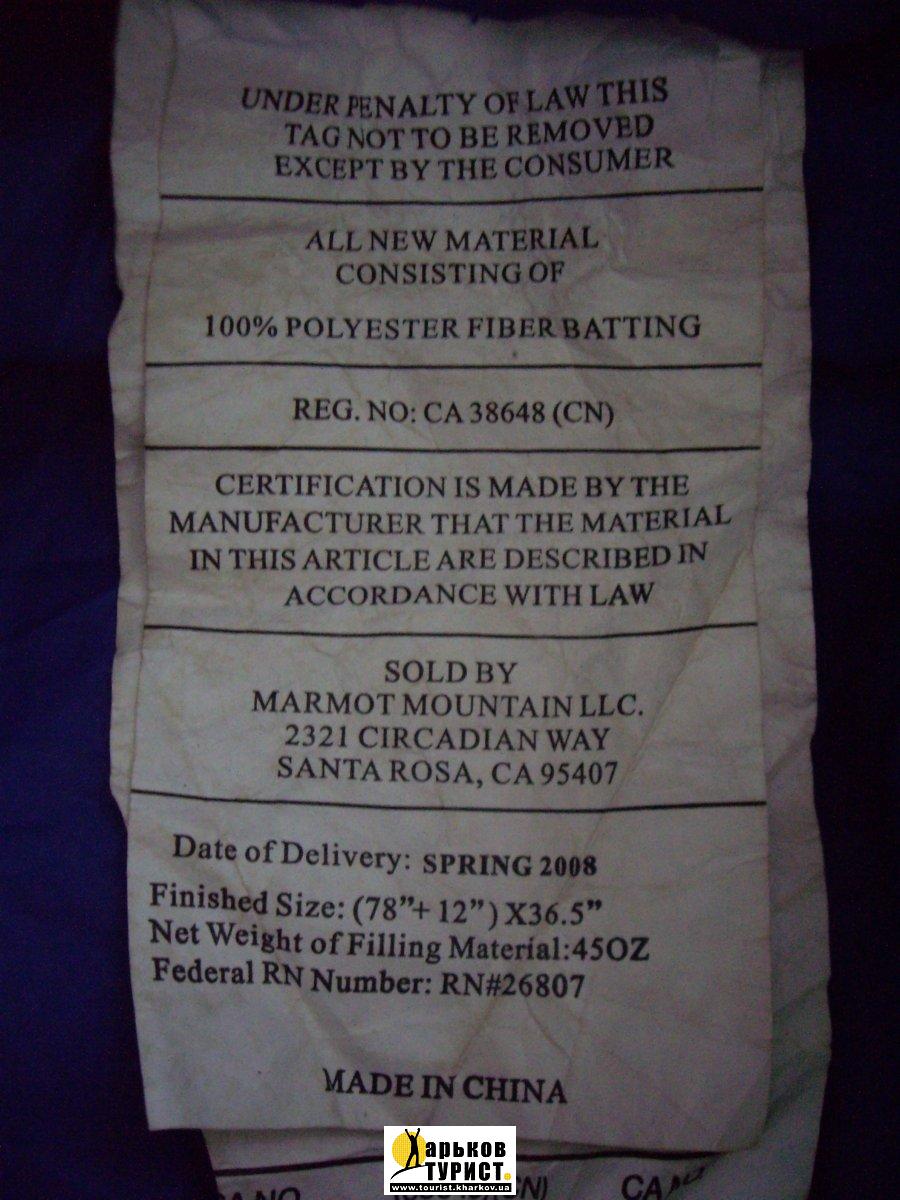 UNDER PENALTY OF LAW THIS
TAG NOT TO BE REMOVED
EXCEPT BY THE CONSUMER
ALL NEW MATERIAL
CONSISTING OF
100% POLYESTER FIBER BATTING
REG. NO: CA 38648 (CN)
CERTIFICATION IS MADE BY THE
MANUFACTURER THAT THE MATERIAL
IN THIS ARTICLE ARE DESCRIBED IN
ACCORDANCE WITH LAW
SOLD BY
MARMOT MOUNTAIN LLC.
2321 CIRCADIAN WAY
SANTA ROSA, CA 95407
Date of Delivery: SPRING 2008
Finished Size: (78”+ 12”) X36.5”
Net Weight of Filling Material:45OZ
Federal RN Number: RN#26807
MADE IN CHINA
Харьков
ТУРИСТ.
www.tourist.kharkov.ua